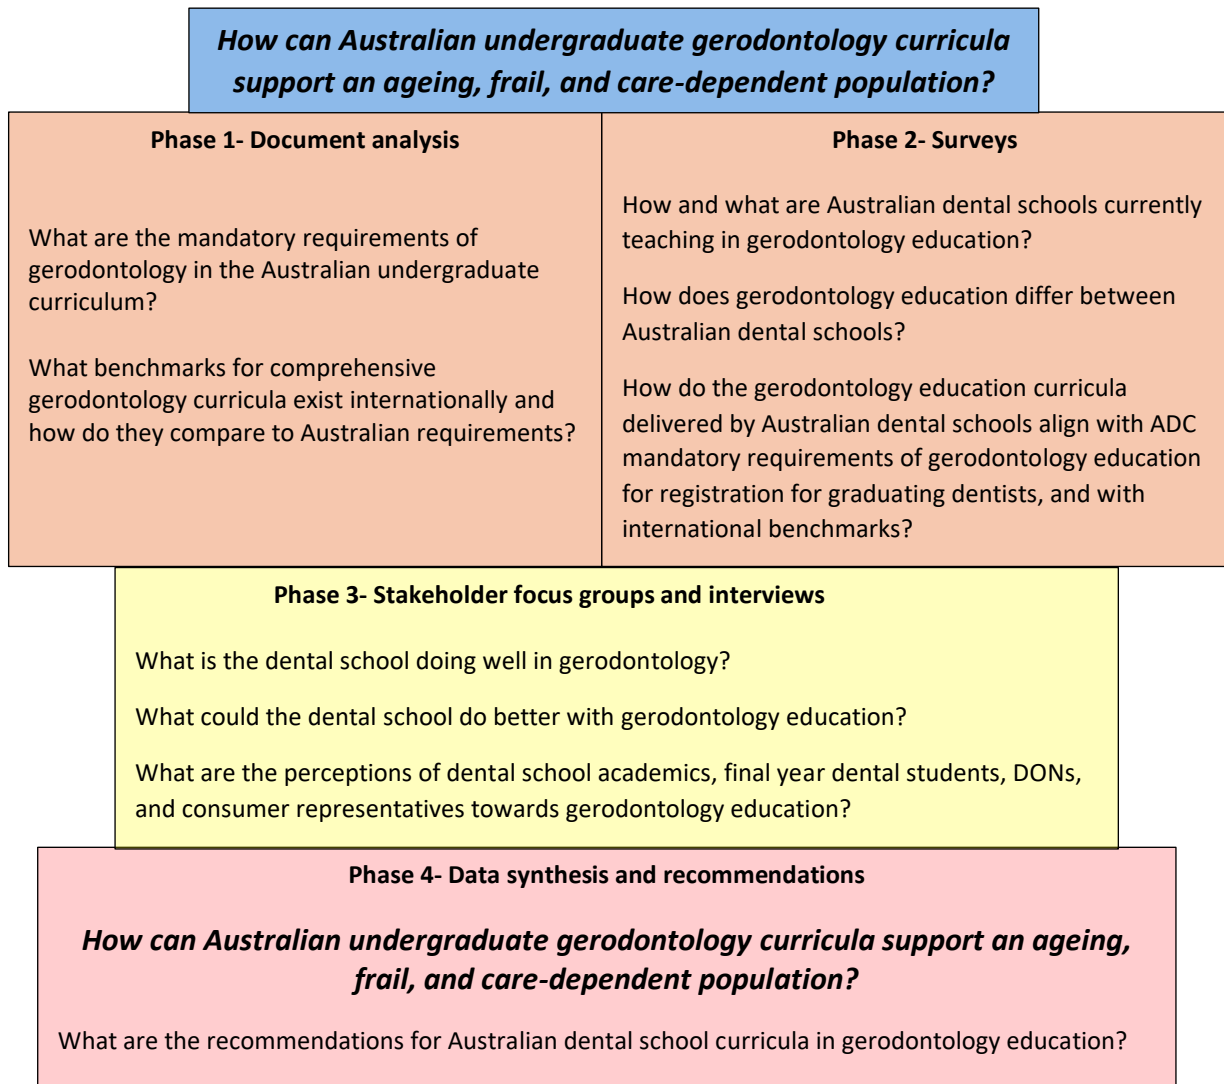 How can Australian undergraduate gerodontology curricula
support an ageing, frail, and care-dependent population?
Phase 1- Document analysis
What are the mandatory requirements of
gerodontology in the Australian undergraduate
curriculum?
What benchmarks for comprehensive
gerodontology curricula exist internationally and
how do they compare to Australian requirements?
Phase 2- Surveys
How and what are Australian dental schools currently
teaching in gerodontology education?
How does gerodontology education differ between
Australian dental schools?
How do the gerodontology education curricula
delivered by Australian dental schools align with ADC
mandatory requirements of gerodontology education
for registration for graduating dentists, and with
international benchmarks?
Phase 3- Stakeholder focus groups and interviews
What is the dental school doing well in gerodontology?
What could the dental school do better with gerodontology education?
What are the perceptions of dental school academics, final year dental students, DONs,
and consumer representatives towards gerodontology education?
Phase 4- Data synthesis and recommendations
How can Australian undergraduate gerodontology curricula support an ageing,
frail, and care-dependent population?
What are the recommendations for Australian dental school curricula in gerodontology education?